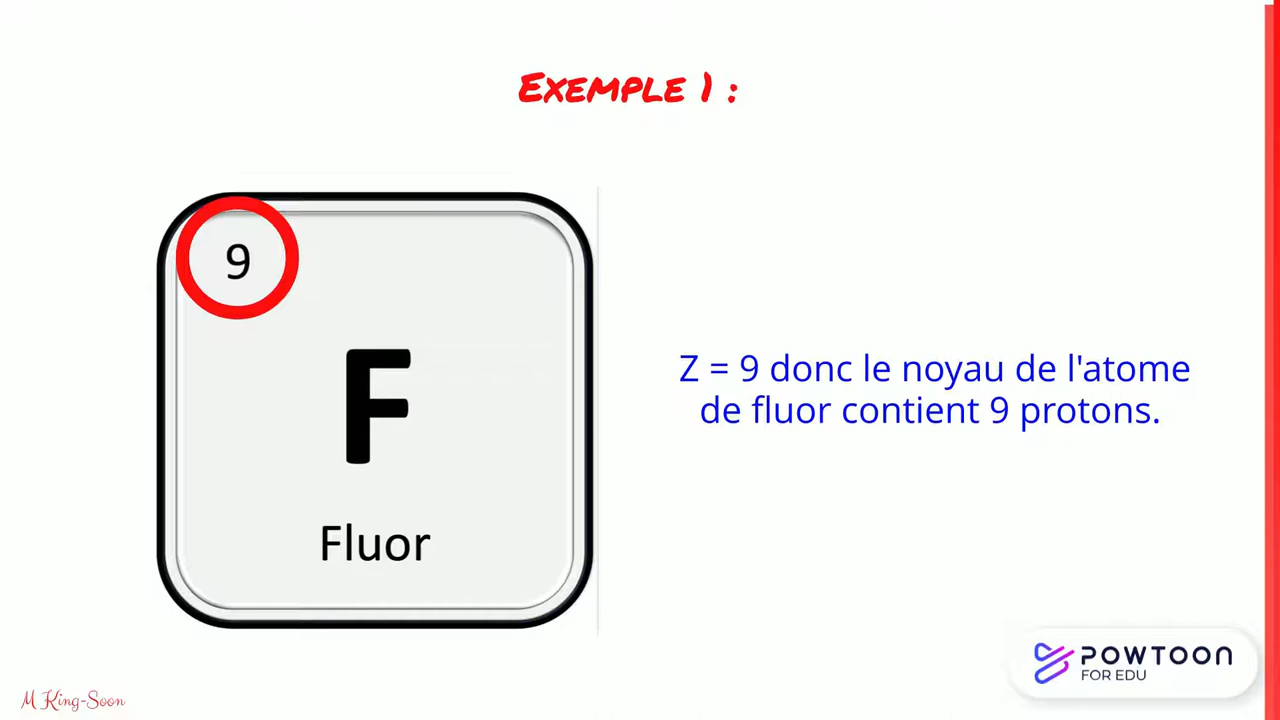 Exemple 1 :
9
F
Fluor
Z = 9 donc le noyau de l'atome
de fluor contient 9 protons.
POWTOON
FOR EDU
M King-Soon